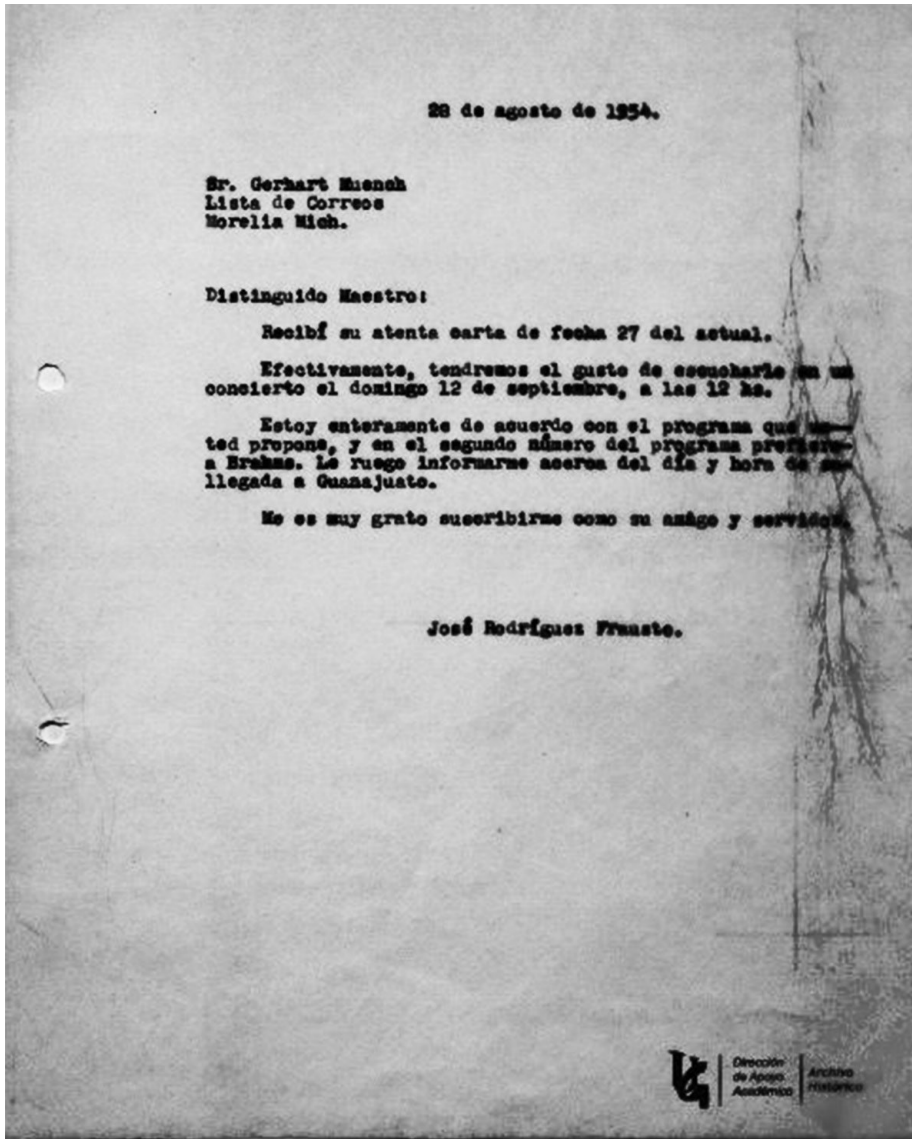 28 de agosto de 1954.
Sr. Gerhart Muench
Lista de Correos
Morelia Mich.
Distinguido Maestro:
Recibí su atenta carta de fecha 27 del actual.
Efectivamente, tendremos el gusto de escucharle en un
concierto el domingo 12 de septiembre, a las 12 hs.
Estoy enteramente de acuerdo con el programa que us-
ted propone, y en el segundo número del programa prefiero
a Brahms. Le ruego informarme acerca del día y hora de su
llegada a Guanajuato.
Me es muy grato suscribirme como su amigo y servidor.
José Rodríguez Frausto.
UG
Dirección
de Apoyo
Académico
Archivo
Histórico